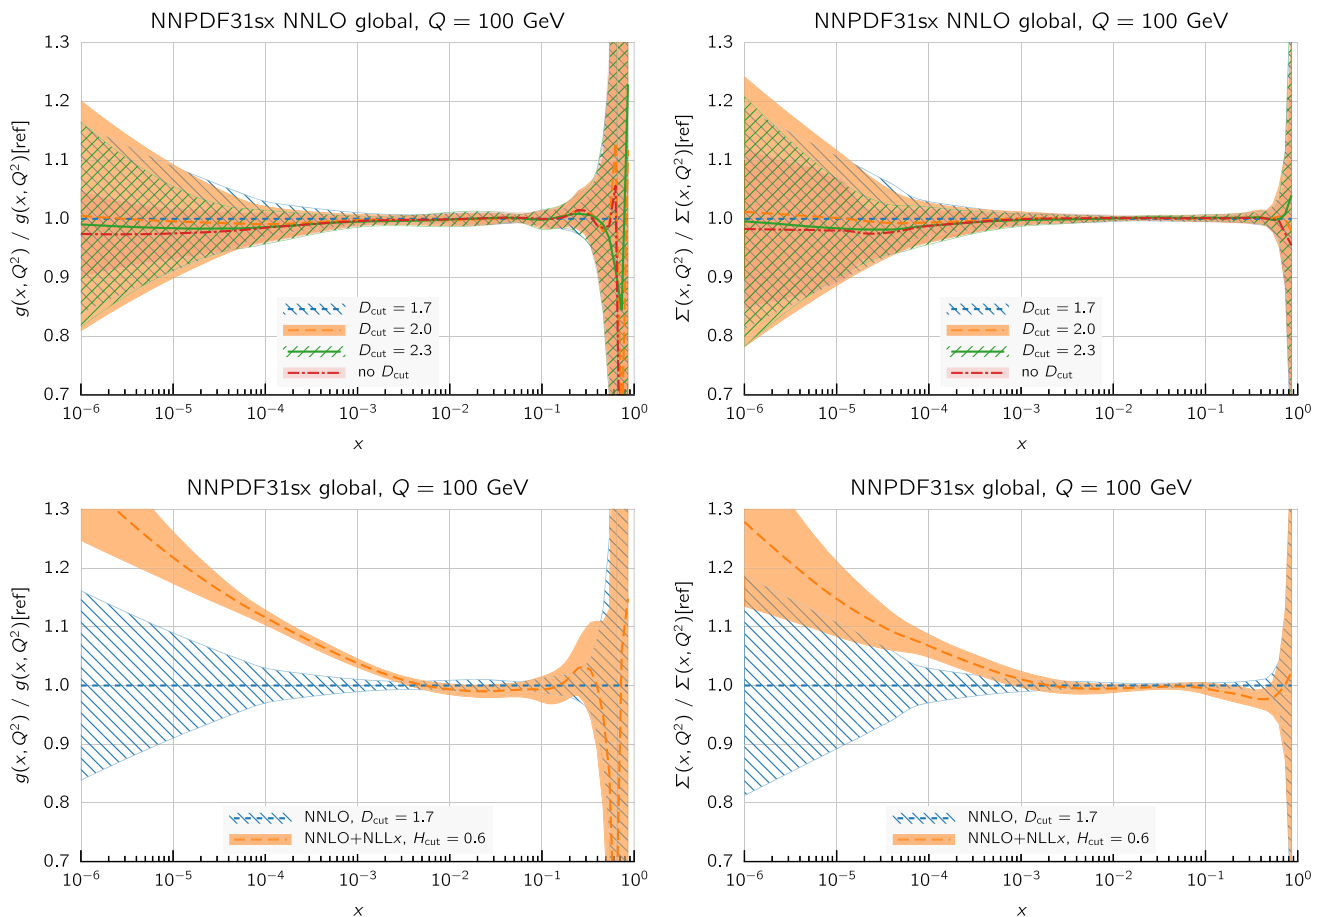 NNPDF31sx NNLO global, Q = 100 GeV
g(x, Q²) / g(x, Q²)[ref]
1.3
1.2
1.1
1.0
0.9
0.8
0.7
D_cut = 1.7
D_cut = 2.0
D_cut = 2.3
no D_cut
10⁻⁶ 10⁻⁵ 10⁻⁴ 10⁻³ 10⁻² 10⁻¹ 10⁰
x
NNPDF31sx NNLO global, Q = 100 GeV
Σ(x, Q²) / Σ(x, Q²)[ref]
1.3
1.2
1.1
1.0
0.9
0.8
0.7
D_cut = 1.7
D_cut = 2.0
D_cut = 2.3
no D_cut
10⁻⁶ 10⁻⁵ 10⁻⁴ 10⁻³ 10⁻² 10⁻¹ 10⁰
x
NNPDF31sx global, Q = 100 GeV
g(x, Q²) / g(x, Q²)[ref]
1.3
1.2
1.1
1.0
0.9
0.8
0.7
NNLO, D_cut = 1.7
NNLO+NLLx, H_cut = 0.6
10⁻⁶ 10⁻⁵ 10⁻⁴ 10⁻³ 10⁻² 10⁻¹ 10⁰
x
NNPDF31sx global, Q = 100 GeV
Σ(x, Q²) / Σ(x, Q²)[ref]
1.3
1.2
1.1
1.0
0.9
0.8
0.7
NNLO, D_cut = 1.7
NNLO+NLLx, H_cut = 0.6
10⁻⁶ 10⁻⁵ 10⁻⁴ 10⁻³ 10⁻² 10⁻¹ 10⁰
x